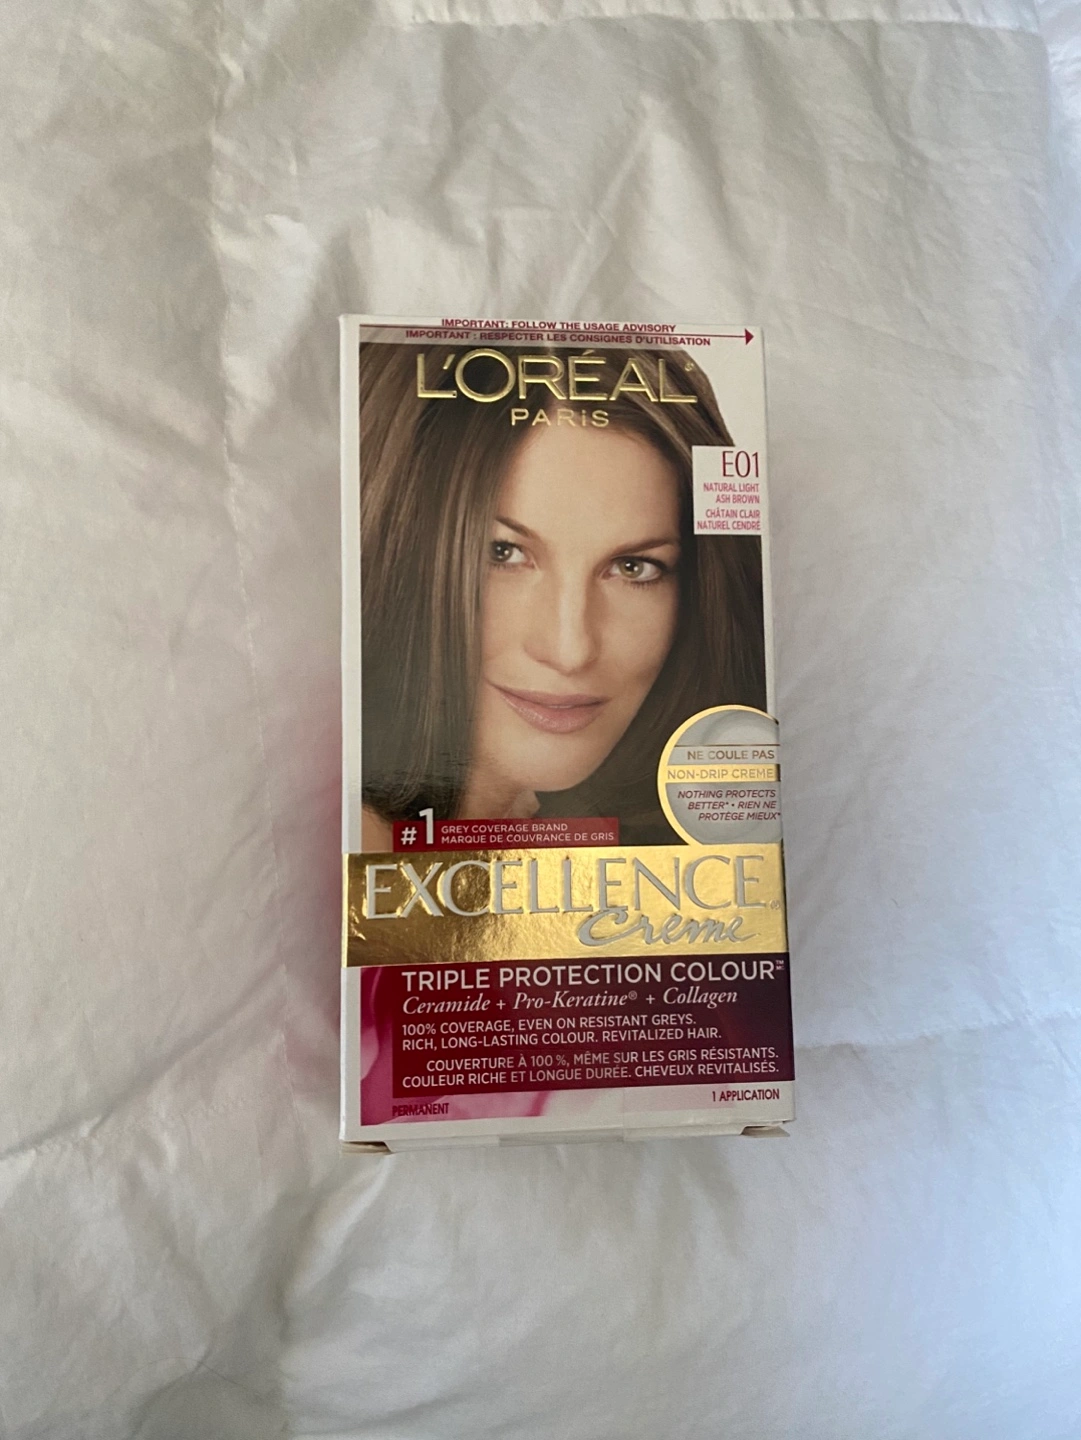 IMPORTANT: FOLLOW THE USAGE ADVISORY
IMPORTANT : RESPECTER LES CONSIGNES D'UTILISATION
L'ORÉAL
PARiS
E01
NATURAL LIGHT
ASH BROWN
CHÂTAIN CLAIR
NATUREL CENDRÉ
NE COULE PAS
NON-DRIP CREME
NOTHING PROTECTS
BETTER* • RIEN NE
PROTÈGE MIEUX*
#1 GREY COVERAGE BRAND
MARQUE DE COUVRANCE DE GRIS
EXCELLENCE
Creme
TRIPLE PROTECTION COLOUR™ MC
Ceramide + Pro-Keratine® + Collagen
100% COVERAGE, EVEN ON RESISTANT GREYS.
RICH, LONG-LASTING COLOUR. REVITALIZED HAIR.
COUVERTURE À 100 %, MÊME SUR LES GRIS RÉSISTANTS.
COULEUR RICHE ET LONGUE DURÉE. CHEVEUX REVITALISÉS.
PERMANENT
1 APPLICATION